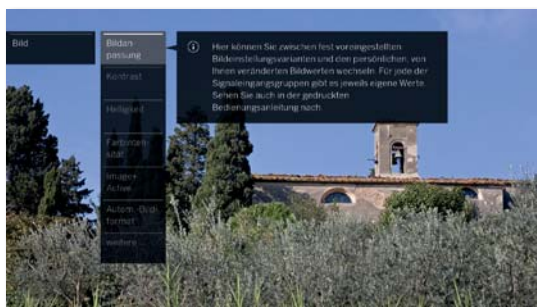 Bild
Bildan-
passung
Kontrast
Helligkeit
Farbinten-
sität
Image+
Active
Autom. Bild-
format
weitere ...
Hier können Sie zwischen fest voreingestellten
Bildeinstellungsvarianten und den persönlichen, von
Ihnen veränderten Bildwerten wechseln. Für jede der
Signaleingangsgruppen gibt es jeweils eigene Werte.
Sehen Sie auch in der gedruckten
Bedienungsanleitung nach.